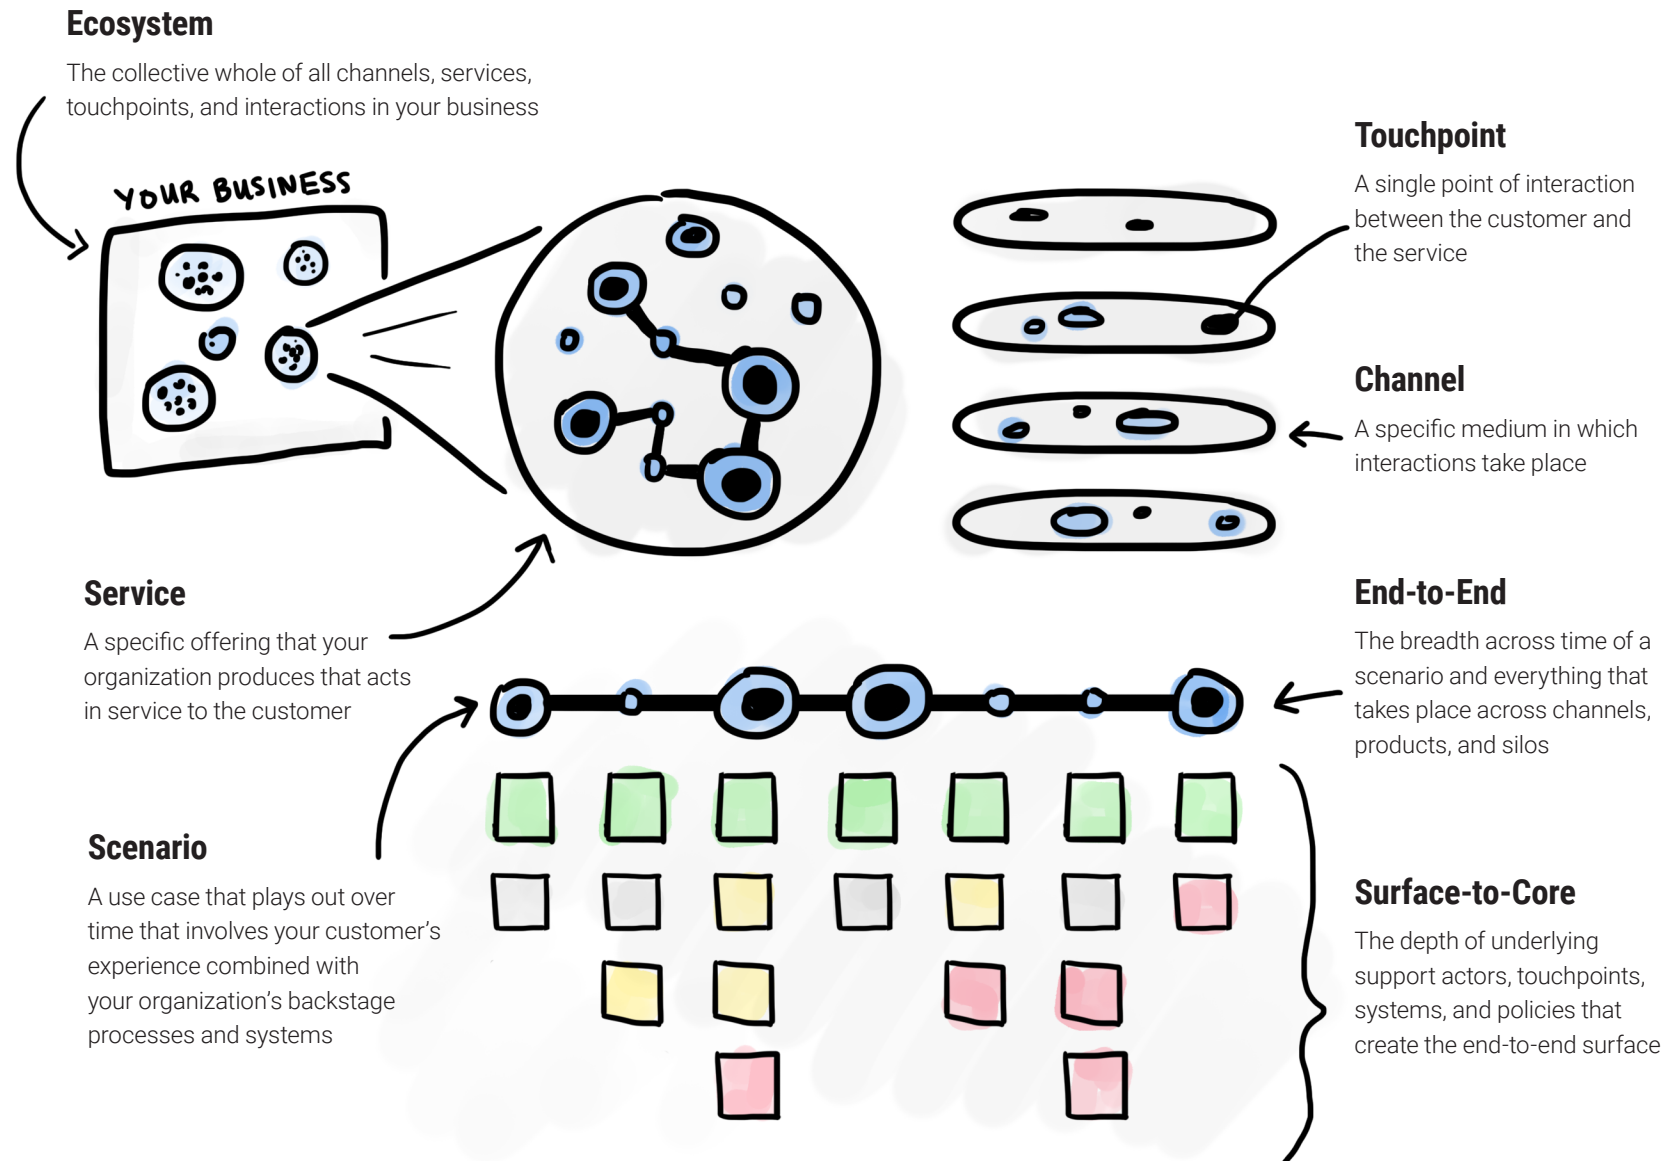 Ecosystem
The collective whole of all channels, services,
touchpoints, and interactions in your business
YOUR BUSINESS
Touchpoint
A single point of interaction
between the customer and
the service
Channel
A specific medium in which
interactions take place
Service
A specific offering that your
organization produces that acts
in service to the customer
End-to-End
The breadth across time of a
scenario and everything that
takes place across channels,
products, and silos
Scenario
A use case that plays out over
time that involves your customer’s
experience combined with
your organization’s backstage
processes and systems
Surface-to-Core
The depth of underlying
support actors, touchpoints,
systems, and policies that
create the end-to-end surface